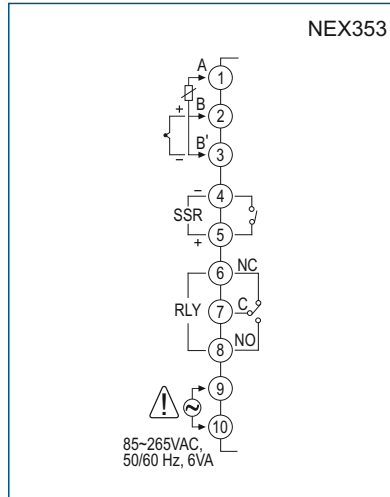 NEX353
A
1
+
B
2
B'
–
3
–
4
SSR
+
5
6
NC
RLY
7
C
8
NO
9
10
85~265VAC,
50/60 Hz, 6VA